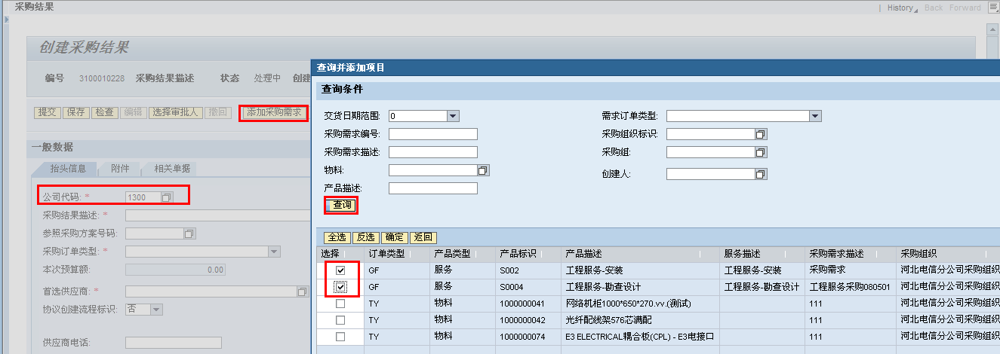 采购结果
History Back Forward
创建采购结果
编号 3100010228 采购结果描述 状态 处理中 创建
提交 保存 检查 编辑 选择审批人 撤回 添加采购需求
一般数据
抬头信息 附件 相关单据
公司代码: * 1300
采购结果描述: *
参照采购方案号码:
采购订单类型: *
本次预算额: 0.00
首选供应商: *
协议创建流程标识: 否
供应商电话:
查询并添加项目
查询条件
交货日期范围: 0 需求订单类型:
采购需求编号: 采购组织标识:
采购需求描述: 采购组:
物料: 创建人:
产品描述:
查询
全选 反选 确定 返回
选择 订单类型 产品类型 产品标识 产品描述 服务描述 采购需求描述 采购组织
GF 服务 S002 工程服务-安装 工程服务-安装 采购需求 河北电信分公司采购组织
GF 服务 S0004 工程服务-勘查设计 工程服务-勘查设计 工程服务采购080501 河北电信分公司采购组织
TY 物料 1000000041 网络机柜1000*650*270.vv.(测试) 111 河北电信分公司采购组织
TY 物料 1000000042 光纤配线架576芯满配 111 河北电信分公司采购组织
TY 物料 1000000074 E3 ELECTRICAL耦合板(CPL) - E3电接口 111 河北电信分公司采购组织